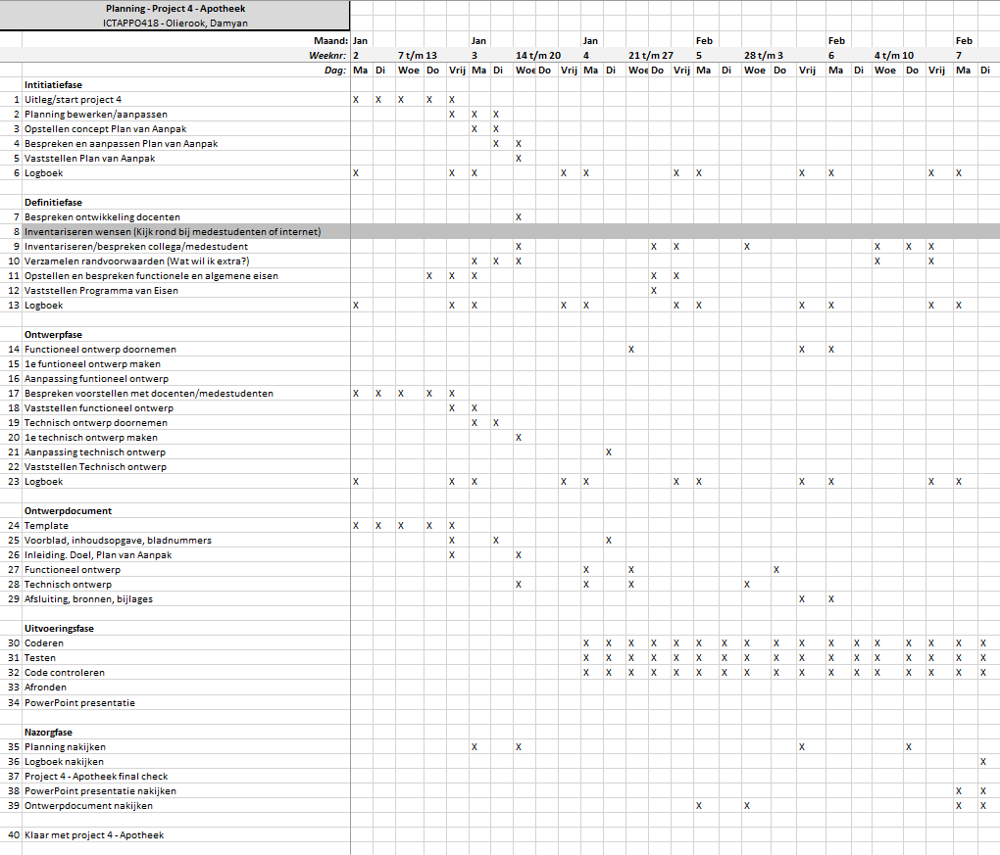 Planning - Project 4 - Apotheek
ICTAPPO418 - Olierook, Damyan
Maand: Jan Jan Jan Feb Feb Feb
Weeknr: 2 7 t/m 13 3 14 t/m 20 4 21 t/m 27 5 28 t/m 3 6 4 t/m 10 7
Dag: Ma Di Woe Do Vrij Ma Di Woe Do Vrij Ma Di Woe Do Vrij Ma Di Woe Do Vrij Ma Di Woe Do Vrij Ma Di
Intitiatiefase
1 Uitleg/start project 4 X X X X X
2 Planning bewerken/aanpassen X X X
3 Opstellen concept Plan van Aanpak X X
4 Bespreken en aanpassen Plan van Aanpak X X
5 Vaststellen Plan van Aanpak X
6 Logboek X X X X X X X X X X X
Definitiefase
7 Bespreken ontwikkeling docenten X
8 Inventariseren wensen (Kijk rond bij medestudenten of internet)
9 Inventariseren/bespreken collega/medestudent X X X X X X X
10 Verzamelen randvoorwaarden (Wat wil ik extra?) X X X X X
11 Opstellen en bespreken functionele en algemene eisen X X X X X
12 Vaststellen Programma van Eisen X
13 Logboek X X X X X X X X X X X
Ontwerpfase
14 Functioneel ontwerp doornemen X X X
15 1e funtioneel ontwerp maken
16 Aanpassing funtioneel ontwerp
17 Bespreken voorstellen met docenten/medestudenten X X X X X
18 Vaststellen functioneel ontwerp X X
19 Technisch ontwerp doornemen X X
20 1e technisch ontwerp maken X
21 Aanpassing technisch ontwerp X
22 Vaststellen Technisch ontwerp
23 Logboek X X X X X X X X X X X
Ontwerpdocument
24 Template X X X X X
25 Voorblad, inhoudsopgave, bladnummers X X X
26 Inleiding. Doel, Plan van Aanpak X X
27 Functioneel ontwerp X X X
28 Technisch ontwerp X X X X
29 Afsluiting, bronnen, bijlages X X
Uitvoeringsfase
30 Coderen X X X X X X X X X X X X X X X X X
31 Testen X X X X X X X X X X X X X X X X X
32 Code controleren X X X X X X X X X X X X X X X X X
33 Afronden
34 PowerPoint presentatie
Nazorgfase
35 Planning nakijken X X X X
36 Logboek nakijken X
37 Project 4 - Apotheek final check
38 PowerPoint presentatie nakijken X X
39 Ontwerpdocument nakijken X X X X
40 Klaar met project 4 - Apotheek